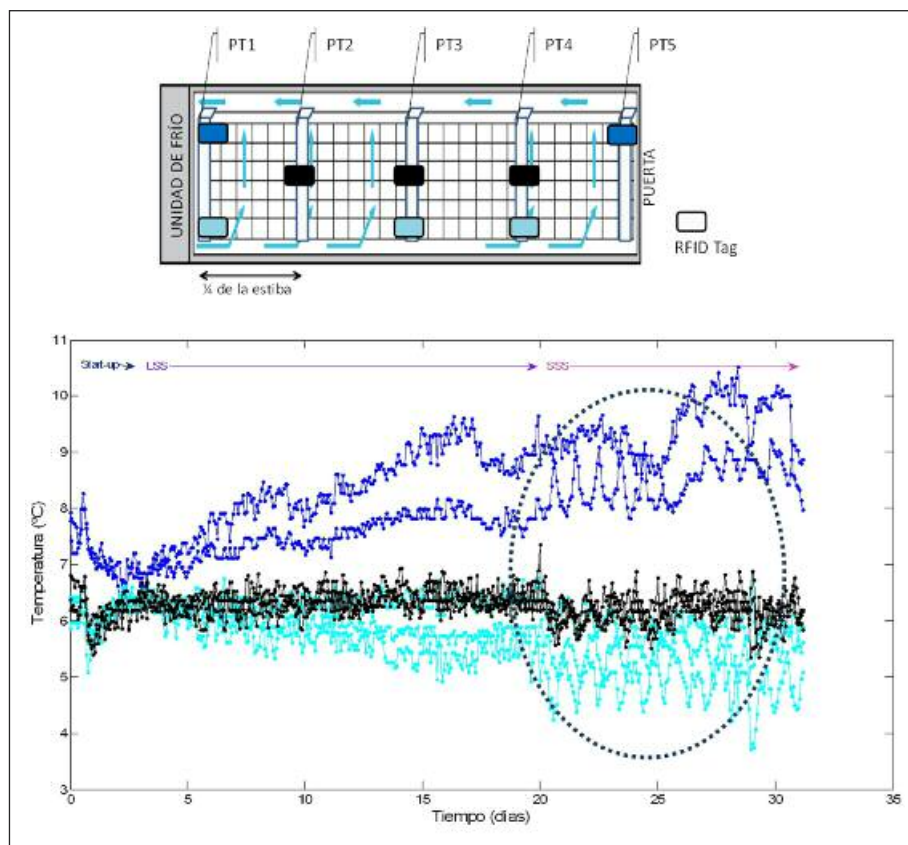 PT1 PT2 PT3 PT4 PT5
UNIDAD DE FRÍO
PUERTA
RFID Tag
¼ de la estiba
11
10
9
8
7
6
5
4
3
Start-up LSS SSS
Temperatura (ºC)
0 5 10 15 20 25 30 35
Tiempo (días)